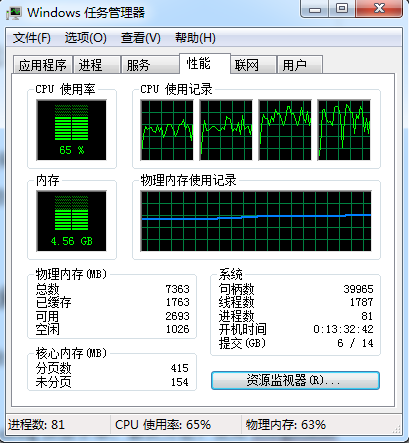 Windows 任务管理器
文件(F) 选项(O) 查看(V) 帮助(H)
应用程序 进程 服务 性能 联网 用户
CPU 使用率 CPU 使用记录
65 %
内存 物理内存使用记录
4.56 GB
物理内存(MB)
总数 7363
已缓存 1763
可用 2693
空闲 1026
系统
句柄数 39965
线程数 1787
进程数 81
开机时间 0:13:32:42
提交(GB) 6 / 14
核心内存(MB)
分页数 415
未分页 154
资源监视器(R)...
进程数: 81 CPU 使用率: 65% 物理内存: 63%